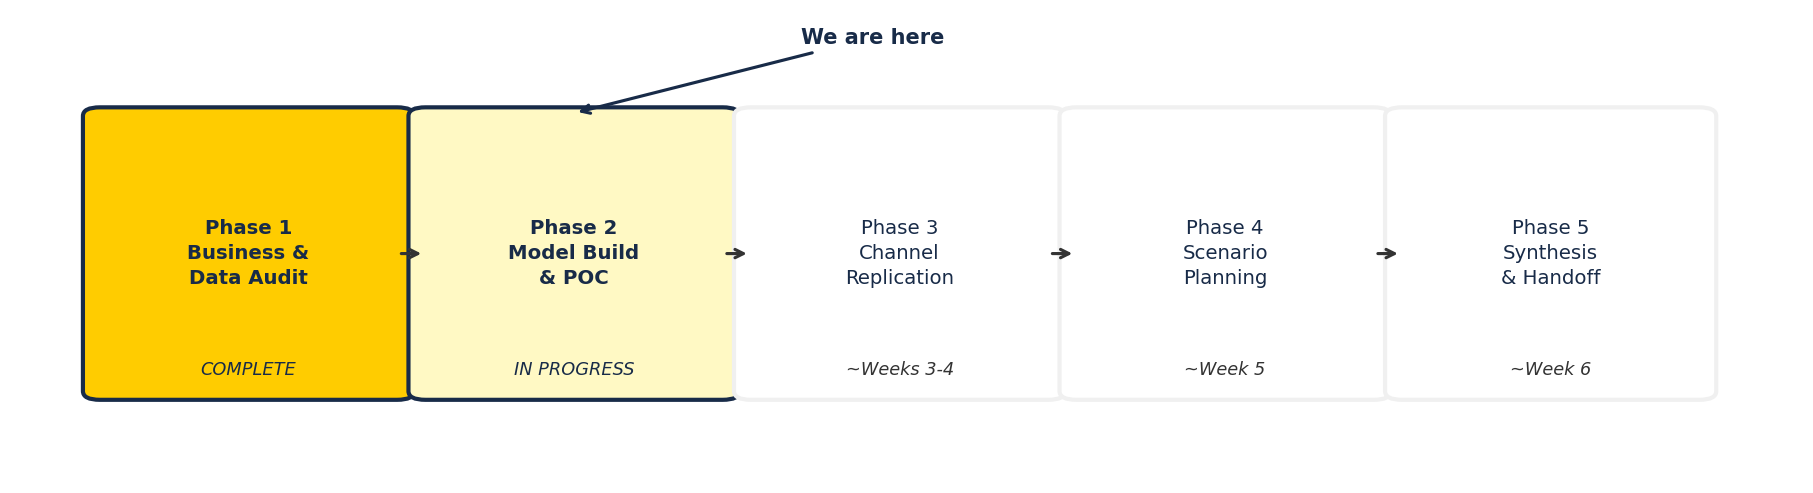 We are here
Phase 1
Business &
Data Audit
COMPLETE
Phase 2
Model Build
& POC
IN PROGRESS
Phase 3
Channel
Replication
~Weeks 3-4
Phase 4
Scenario
Planning
~Week 5
Phase 5
Synthesis
& Handoff
~Week 6